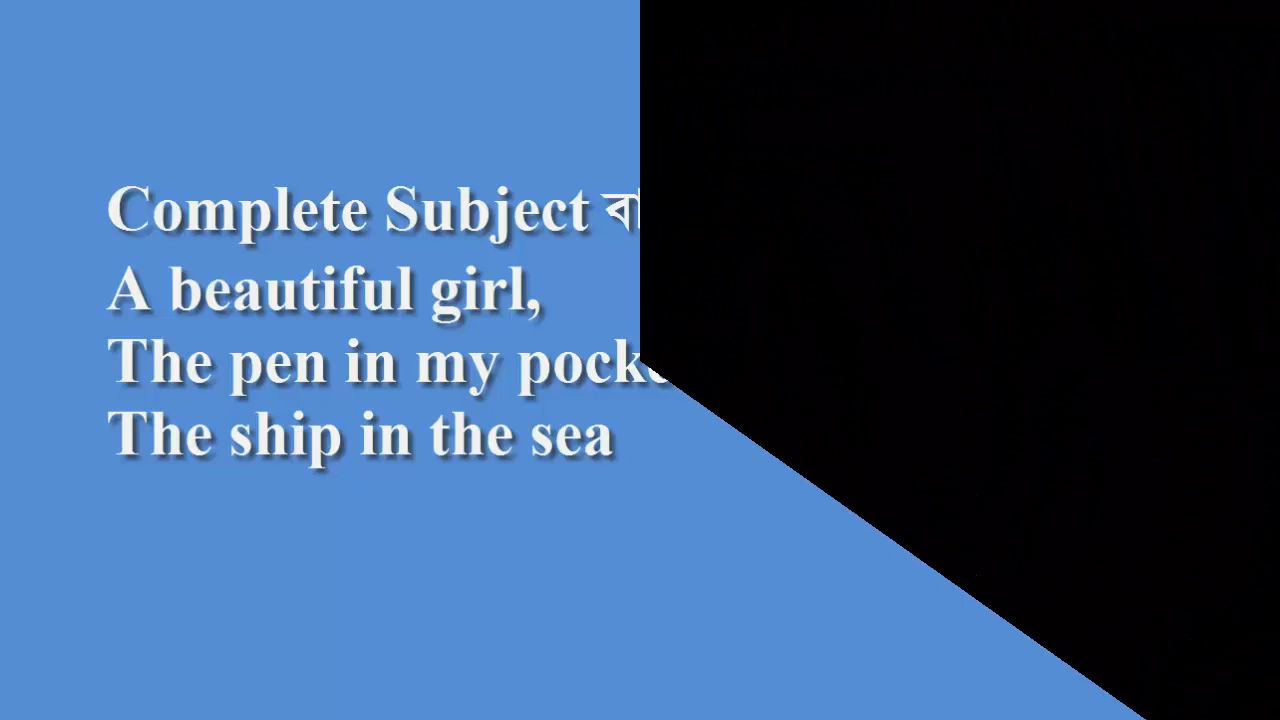 Complete Subject
A beautiful girl,
The pen in my
The ship in the sea